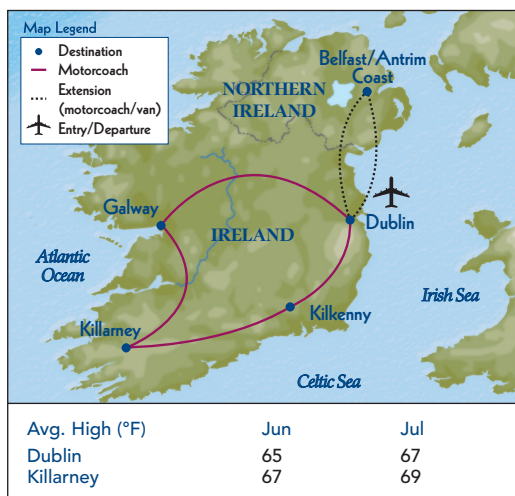 Map Legend
Destination
Motorcoach
Extension
(motorcoach/van)
Entry/Departure
Belfast/Antrim
Coast
NORTHERN
IRELAND
Galway
Dublin
IRELAND
Atlantic
Ocean
Irish Sea
Kilkenny
Killarney
Celtic Sea
Avg. High (°F) Jun Jul
Dublin 65 67
Killarney 67 69